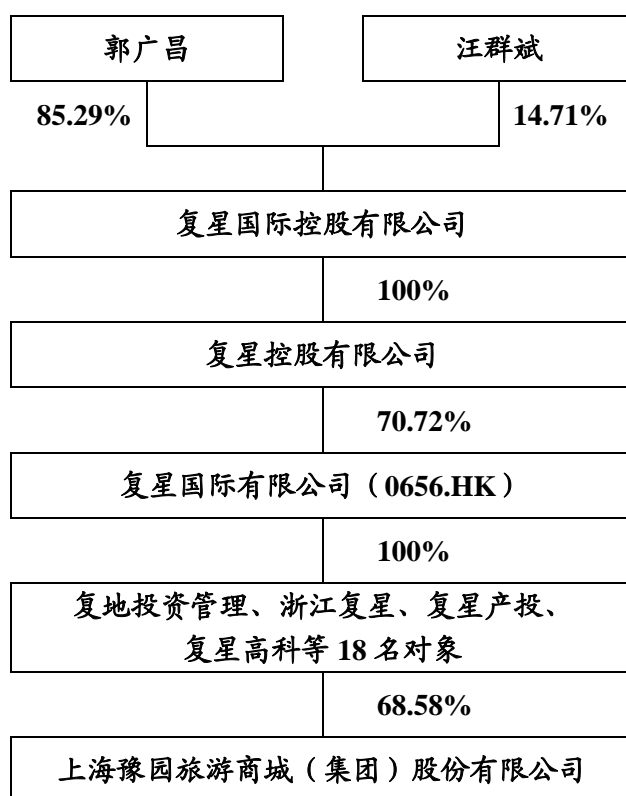 郭广昌
汪群斌
85.29%
14.71%
复星国际控股有限公司
100%
复星控股有限公司
70.72%
复星国际有限公司（0656.HK）
100%
复地投资管理、浙江复星、复星产投、
复星高科等 18 名对象
68.58%
上海豫园旅游商城（集团）股份有限公司